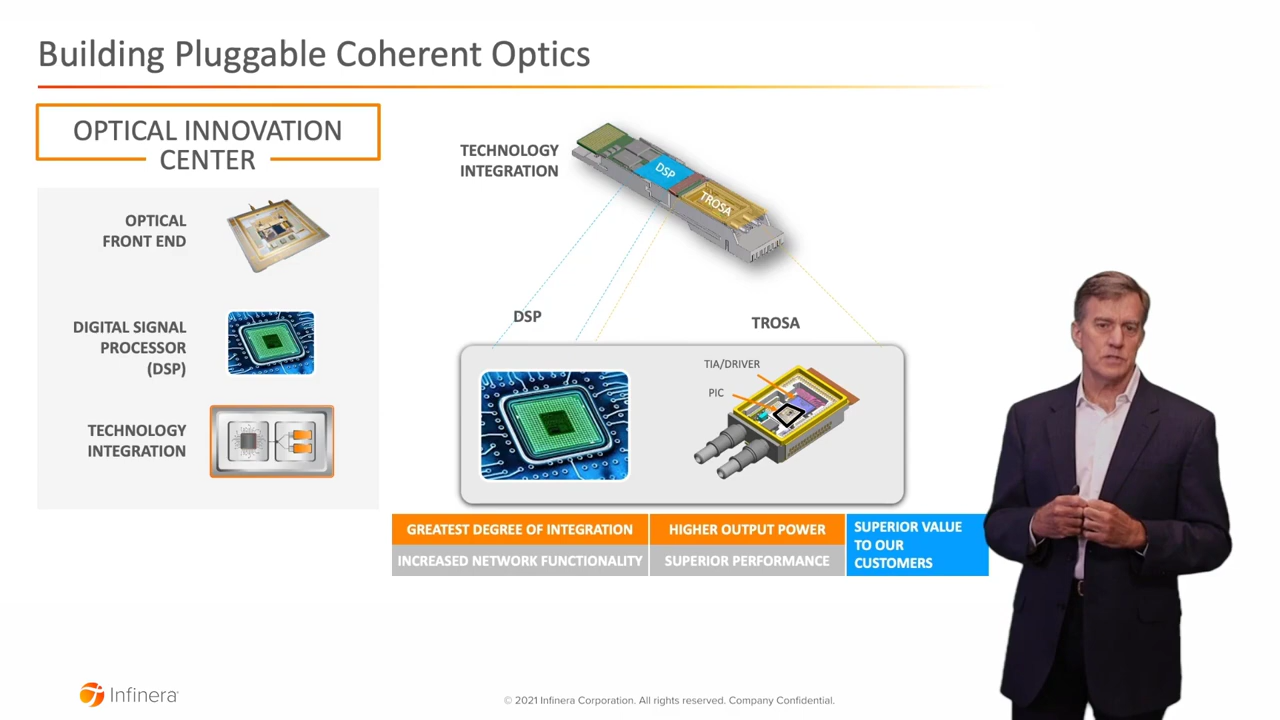 Building Pluggable Coherent Optics
OPTICAL INNOVATION
CENTER
OPTICAL
FRONT END
DIGITAL SIGNAL
PROCESSOR
(DSP)
TECHNOLOGY
INTEGRATION
TECHNOLOGY
INTEGRATION
DSP
TROSA
DSP
TROSA
TIA/DRIVER
PIC
GREATEST DEGREE OF INTEGRATION
HIGHER OUTPUT POWER
SUPERIOR VALUE
TO OUR
CUSTOMERS
INCREASED NETWORK FUNCTIONALITY
SUPERIOR PERFORMANCE
Infinera
© 2021 Infinera Corporation. All rights reserved. Company Confidential.